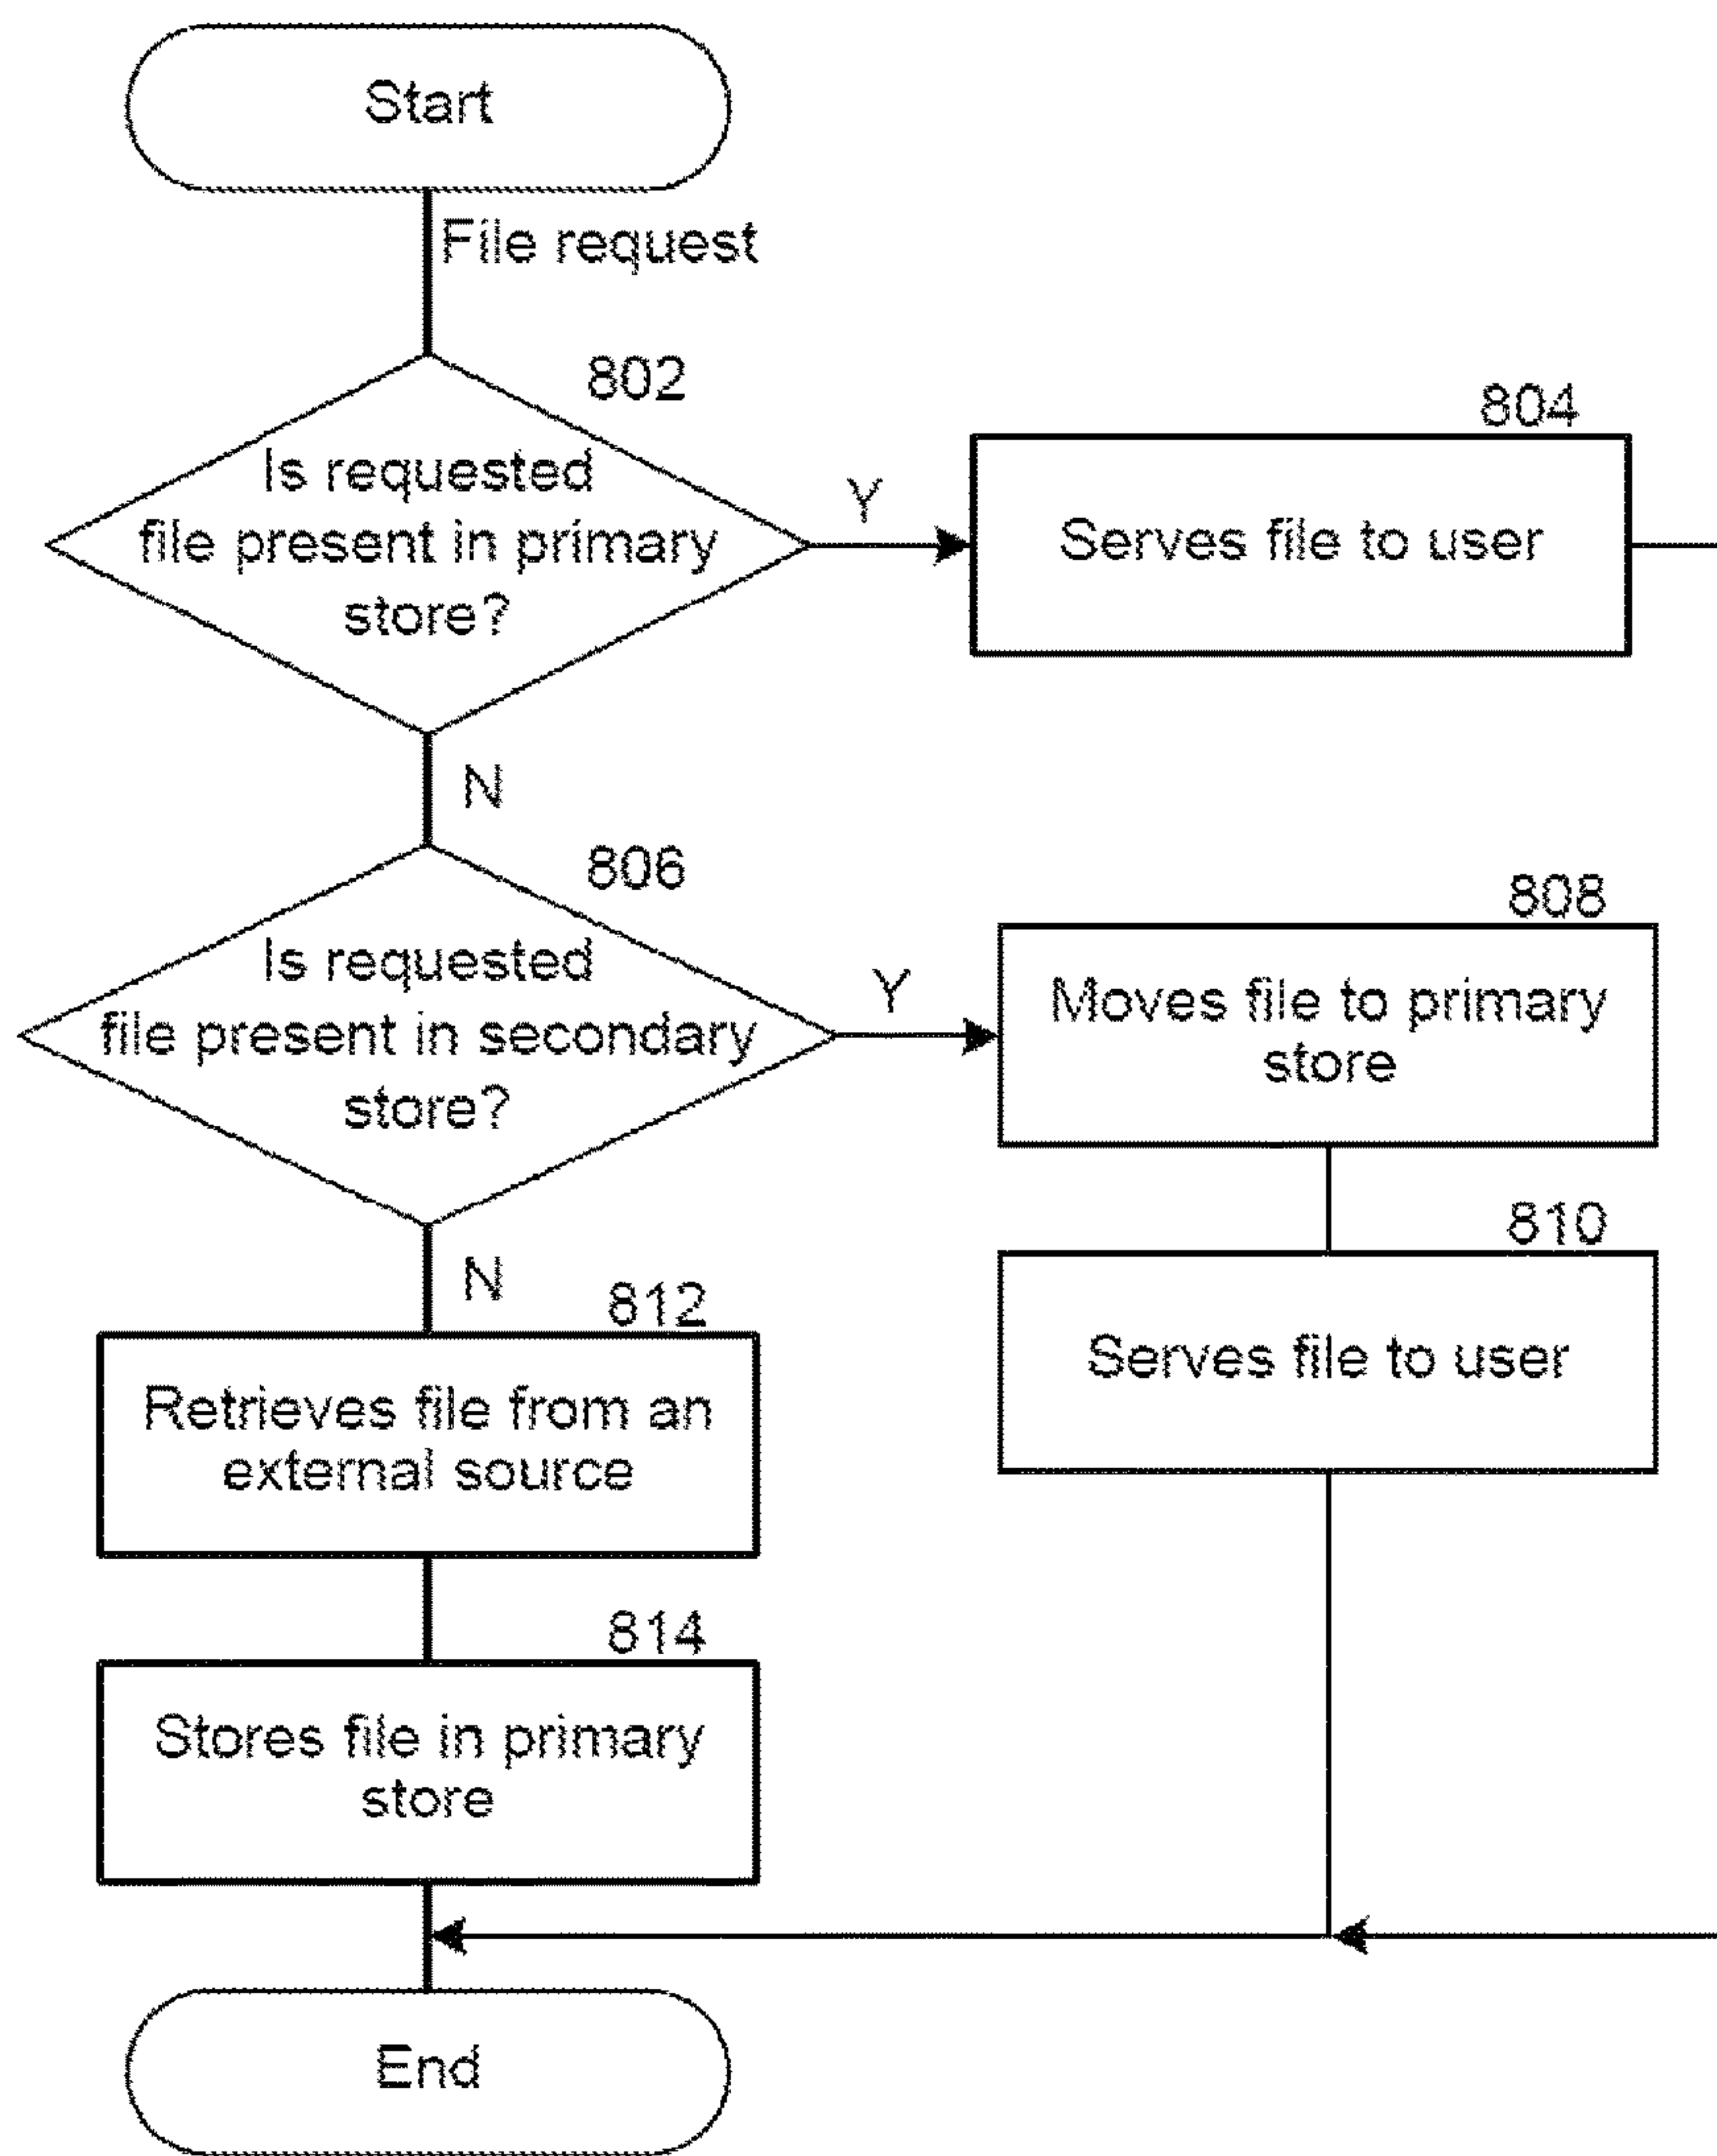 Start
File request
802
Is requested
file present in primary
store?
Y
804
Serves file to user
N
806
Is requested
file present in secondary
store?
Y
808
Moves file to primary
store
810
Serves file to user
N
812
Retrieves file from an
external source
814
Stores file in primary
store
End